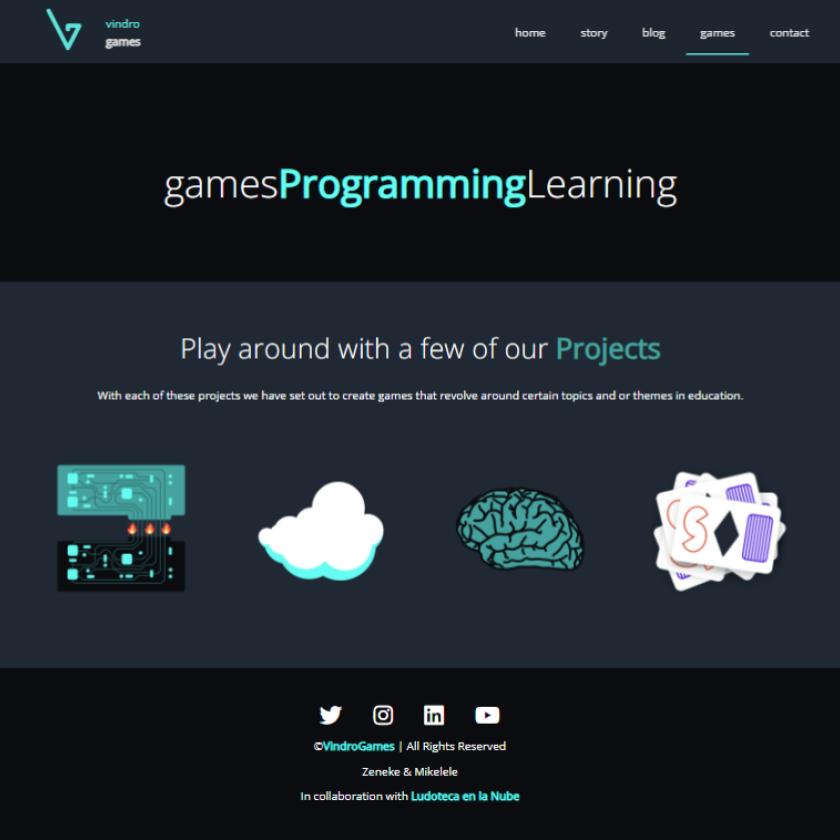 vindro
games
home story blog games contact
gamesProgrammingLearning
Play around with a few of our Projects
With each of these projects we have set out to create games that revolve around certain topics and or themes in education.
©VindroGames | All Rights Reserved
Zeneke & Mikelele
In collaboration with Ludoteca en la Nube